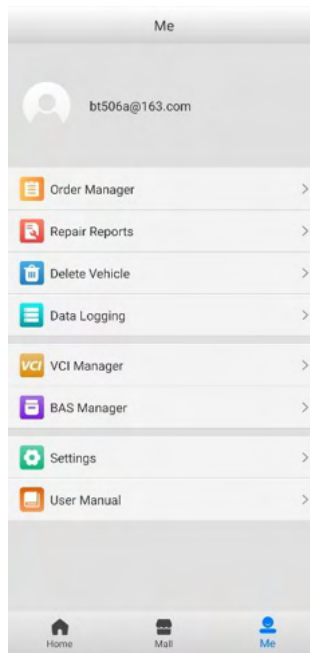 Me
bt506a@163.com
Order Manager
Repair Reports
Delete Vehicle
Data Logging
VCI VCI Manager
BAS Manager
Settings
User Manual
Home Mall Me